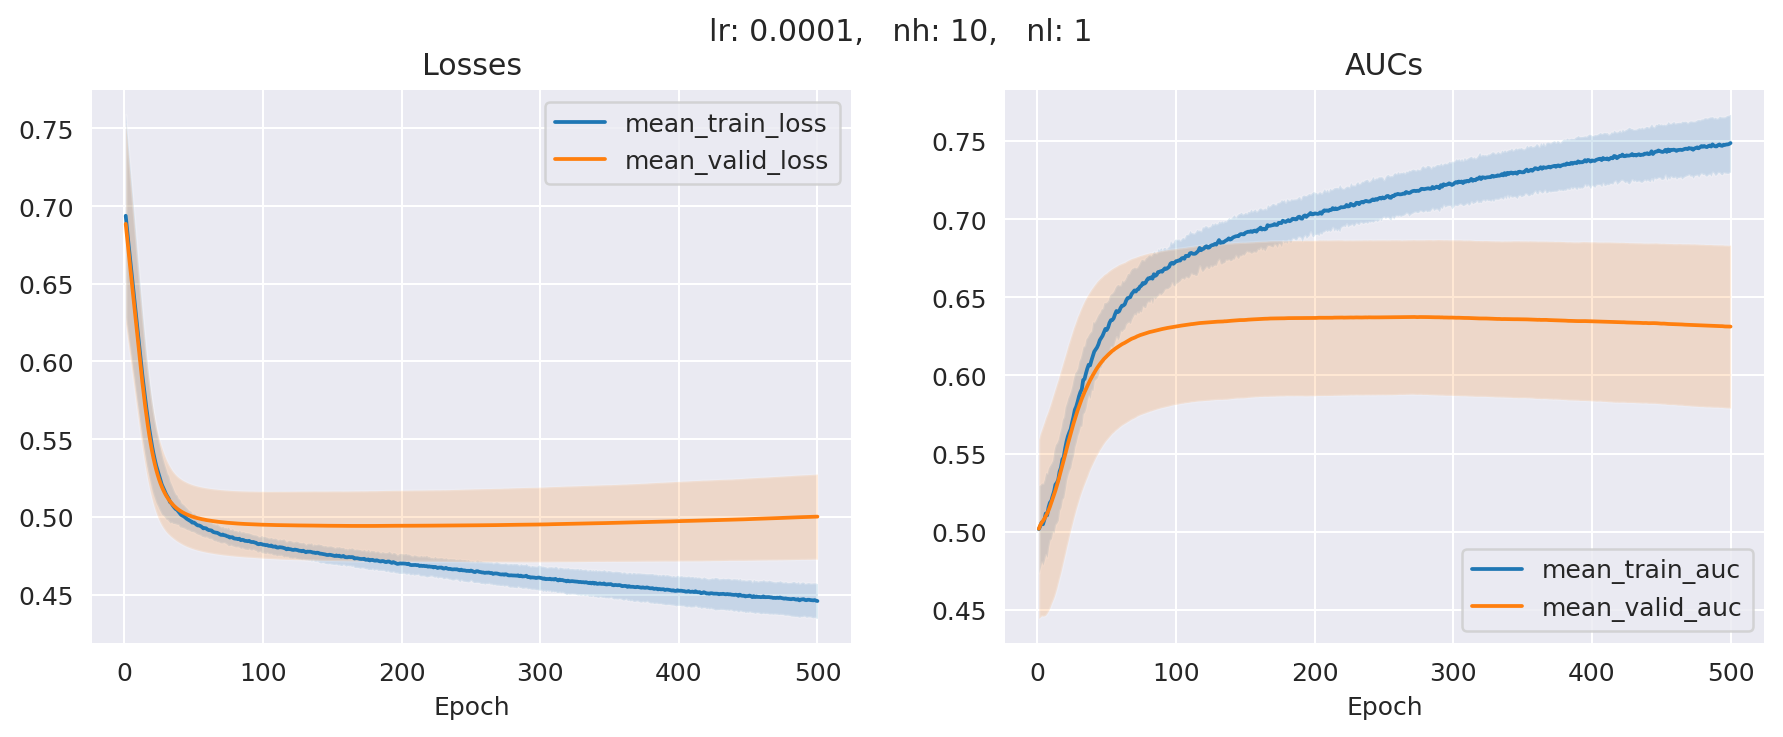 lr: 0.0001,   nh: 10,   nl: 1
Losses
0.75
0.70
0.65
0.60
0.55
0.50
0.45
mean_train_loss
mean_valid_loss
0 100 200 300 400 500
Epoch
AUCs
0.75
0.70
0.65
0.60
0.55
0.50
0.45
mean_train_auc
mean_valid_auc
0 100 200 300 400 500
Epoch